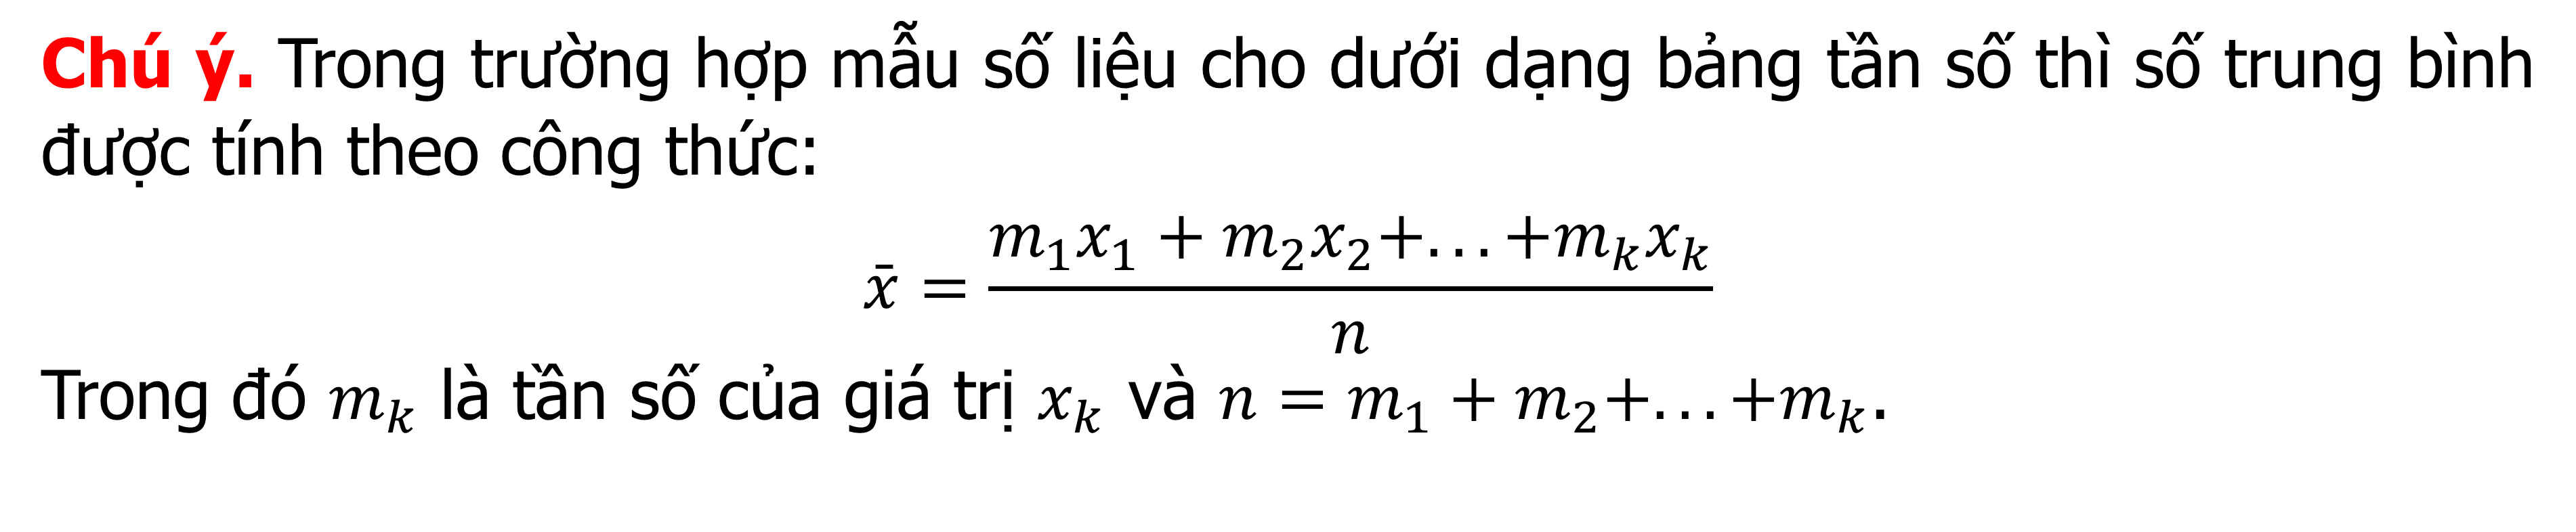 Chú ý. Trong trường hợp mẫu số liệu cho dưới dạng bảng tần số thì số trung bình
được tính theo công thức:
x̄ = (m₁x₁ + m₂x₂+...+mₖxₖ)/n
Trong đó mₖ là tần số của giá trị xₖ và n = m₁ + m₂+...+mₖ.